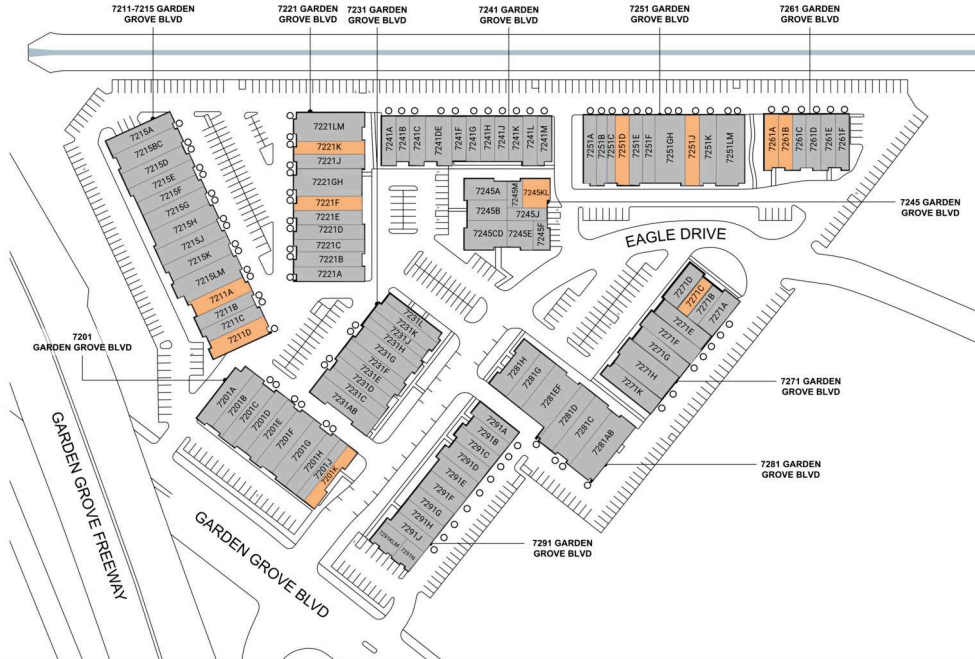 7211-7215 GARDEN
GROVE BLVD
7221 GARDEN
GROVE BLVD
7231 GARDEN
GROVE BLVD
7241 GARDEN
GROVE BLVD
7251 GARDEN
GROVE BLVD
7261 GARDEN
GROVE BLVD
7215A
7215BC
7215D
7215E
7215F
7215G
7215H
7215J
7215K
7215LM
7211A
7211B
7211C
7211D
7221LM
7221K
7221J
7221GH
7221F
7221E
7221D
7221C
7221B
7221A
7241A
7241B
7241C
7241DE
7241F
7241G
7241H
7241J
7241K
7241L
7241M
7251A
7251B
7251C
7251D
7251E
7251F
7251GH
7251J
7251K
7251LM
7261A
7261B
7261C
7261D
7261E
7261F
7245A
7245M
7245KL
7245B
7245J
7245CD
7245E
7245F
7245 GARDEN
GROVE BLVD
EAGLE DRIVE
7271D
7271C
7271B
7271A
7271E
7271F
7271G
7271H
7271K
7271 GARDEN
GROVE BLVD
7231L
7231K
7231J
7231H
7231G
7231F
7231E
7231D
7231C
7231AB
7201
GARDEN GROVE BLVD
7201A
7201B
7201C
7201D
7201E
7201F
7201G
7201H
7201J
7201K
7281H
7281G
7281EF
7281D
7281C
7281AB
7281 GARDEN
GROVE BLVD
7291A
7291B
7291C
7291D
7291E
7291F
7291G
7291H
7291J
7291KLM
7291N
7291 GARDEN
GROVE BLVD
GARDEN GROVE FREEWAY
GARDEN GROVE BLVD